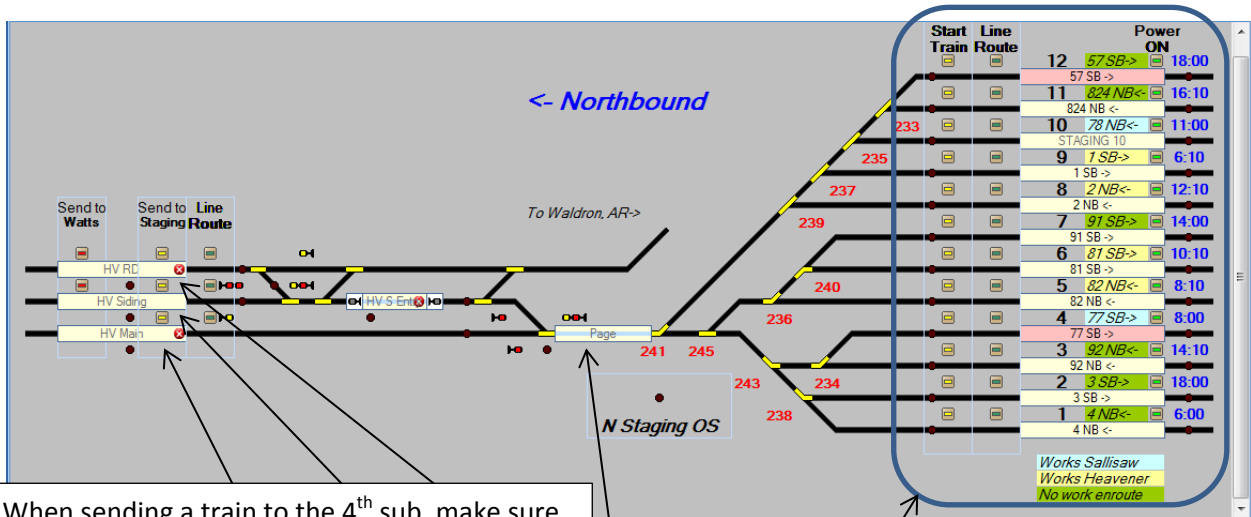 Start Line Power
Train Route ON
12 57 SB-> 18:00
57 SB ->
<- Northbound
11 824 NB<- 16:10
824 NB <-
233
10 78 NB<- 11:00
STAGING 10
235
9 1 SB-> 6:10
1 SB ->
237
8 2 NB<- 12:10
2 NB <-
Send to Send to Line
Watts Staging Route
To Waldron, AR->
239
7 91 SB-> 14:00
91 SB ->
6 81 SB-> 10:10
81 SB ->
HV RD
240
5 82 NB<- 8:10
82 NB <-
HV Siding
HV S Entr
236
4 77 SB-> 8:00
77 SB ->
HV Main
Page
241 245
3 92 NB<- 14:10
92 NB <-
243 234
2 3 SB-> 18:00
3 SB ->
238
1 4 NB<- 6:00
4 NB <-
N Staging OS
Works Sallisaw
Works Heavener
No work enroute
When sending a train to the 4th sub, make sure